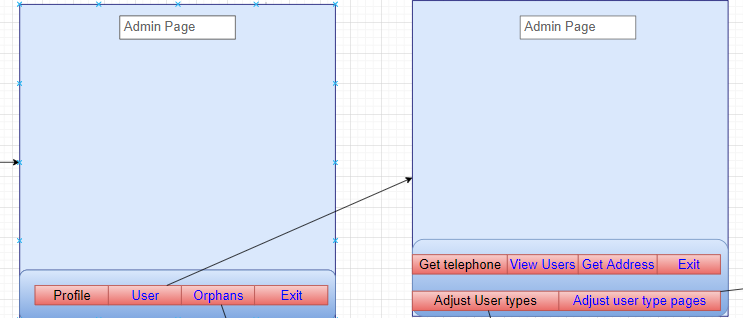 Admin Page
Profile User Orphans Exit
Admin Page
Get telephone View Users Get Address Exit
Adjust User types Adjust user type pages